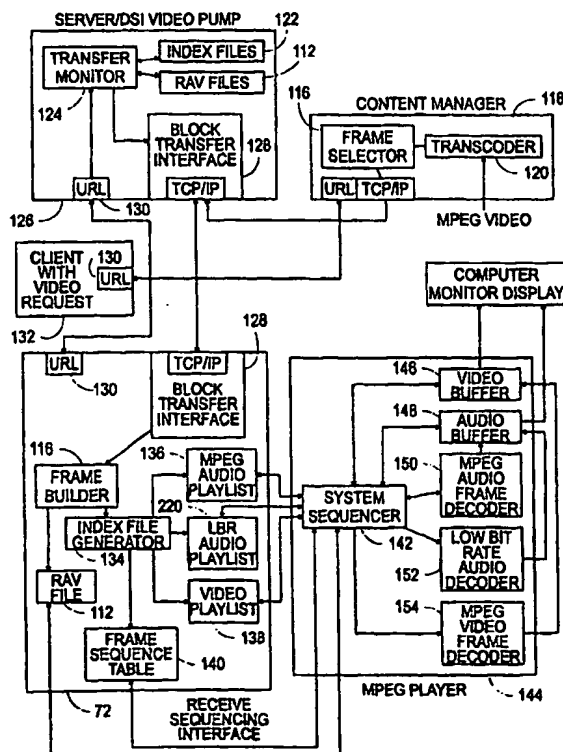 SERVER/DSI VIDEO PUMP
122
INDEX FILES
112
TRANSFER
MONITOR
RAV FILES
124
BLOCK
TRANSFER
INTERFACE
128
URL
TCP/IP
126
130
CONTENT MANAGER
116
118
FRAME
SELECTOR
TRANSCODER
120
URL
TCP/IP
MPEG VIDEO
CLIENT
WITH
VIDEO
REQUEST
130
URL
132
COMPUTER
MONITOR DISPLAY
128
URL
130
TCP/IP
BLOCK
TRANSFER
INTERFACE
116
FRAME
BUILDER
136
MPEG
AUDIO
PLAYLIST
220
INDEX FILE
GENERATOR
134
LBR
AUDIO
PLAYLIST
RAV
FILE
112
VIDEO
PLAYLIST
138
FRAME
SEQUENCE
TABLE
140
72
RECEIVE
SEQUENCING
INTERFACE
146
VIDEO
BUFFER
148
AUDIO
BUFFER
150
MPEG
AUDIO
FRAME
DECODER
SYSTEM
SEQUENCER
142
LOW BIT
RATE
AUDIO
DECODER
152
154
MPEG
VIDEO
FRAME
DECODER
MPEG PLAYER
144